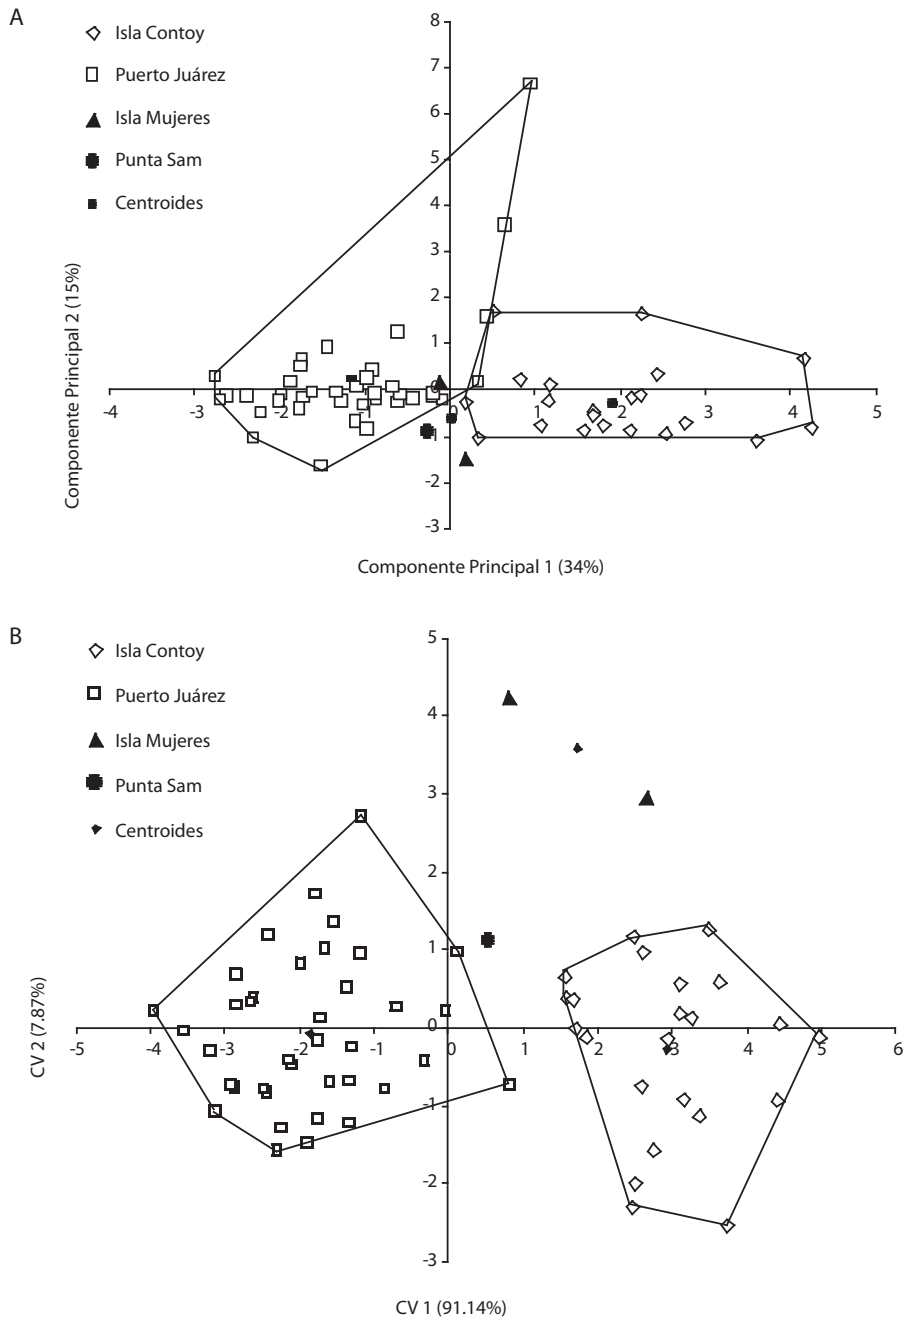 A
Isla Contoy
Puerto Juárez
Isla Mujeres
Punta Sam
Centroides
8
7
6
5
4
3
2
1
0
-4 -2 0 1 2 3 4 5
-3
-1
-2
-3
Componente Principal 2 (15%)
Componente Principal 1 (34%)
B
Isla Contoy
Puerto Juárez
Isla Mujeres
Punta Sam
Centroides
5
4
3
2
1
0
-5 -4 -3 -2 -1 0 1 2 3 4 5 6
-1
-2
-3
CV 2 (7.87%)
CV 1 (91.14%)